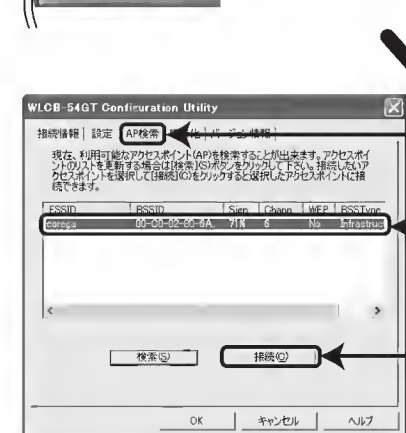 WLCB-54GT Configuration Utility
接続情報 設定 AP検索 バージョン情報
現在、利用可能なアクセスポイント(AP)を検索することが出来ます。アクセスポイ
ントのリストを更新する場合は[検索](S)ボタンをクリックして下さい。接続したいア
クセスポイントを選択して[接続](C)をクリックすると選択したアクセスポイントに接
続できます。
ESSID BSSID Sign Chann WEP BSSType
corega 00-C0-02-80-6A.. 71% 6 No Infrastruc
検索(S) 接続(C)
OK キャンセル ヘルプ